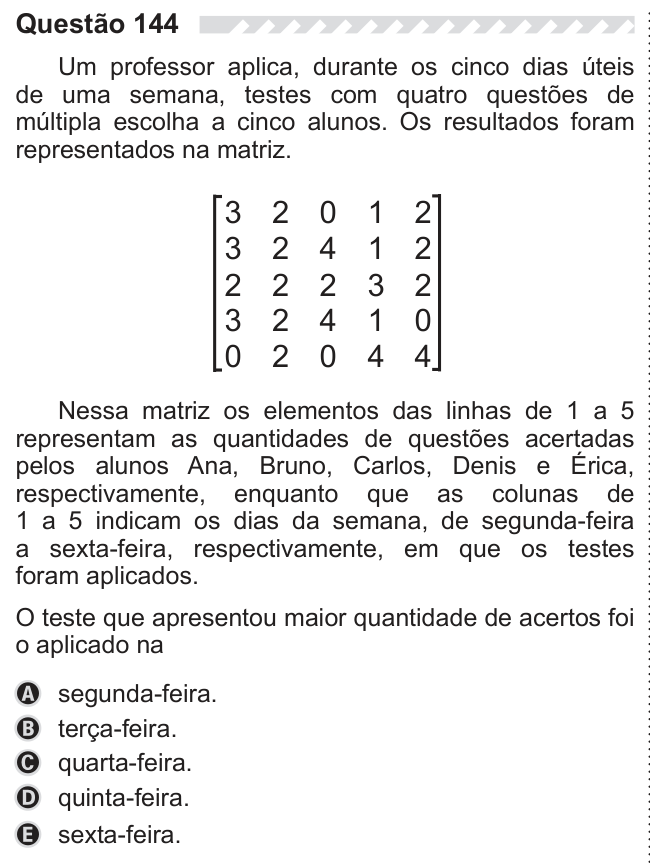 Questão 144
Um professor aplica, durante os cinco dias úteis
de uma semana, testes com quatro questões de
múltipla escolha a cinco alunos. Os resultados foram
representados na matriz.
3 2 0 1 2
3 2 4 1 2
2 2 2 3 2
3 2 4 1 0
0 2 0 4 4
Nessa matriz os elementos das linhas de 1 a 5
representam as quantidades de questões acertadas
pelos alunos Ana, Bruno, Carlos, Denis e Érica,
respectivamente, enquanto que as colunas de
1 a 5 indicam os dias da semana, de segunda-feira
a sexta-feira, respectivamente, em que os testes
foram aplicados.
O teste que apresentou maior quantidade de acertos foi
o aplicado na
A segunda-feira.
B terça-feira.
C quarta-feira.
D quinta-feira.
E sexta-feira.